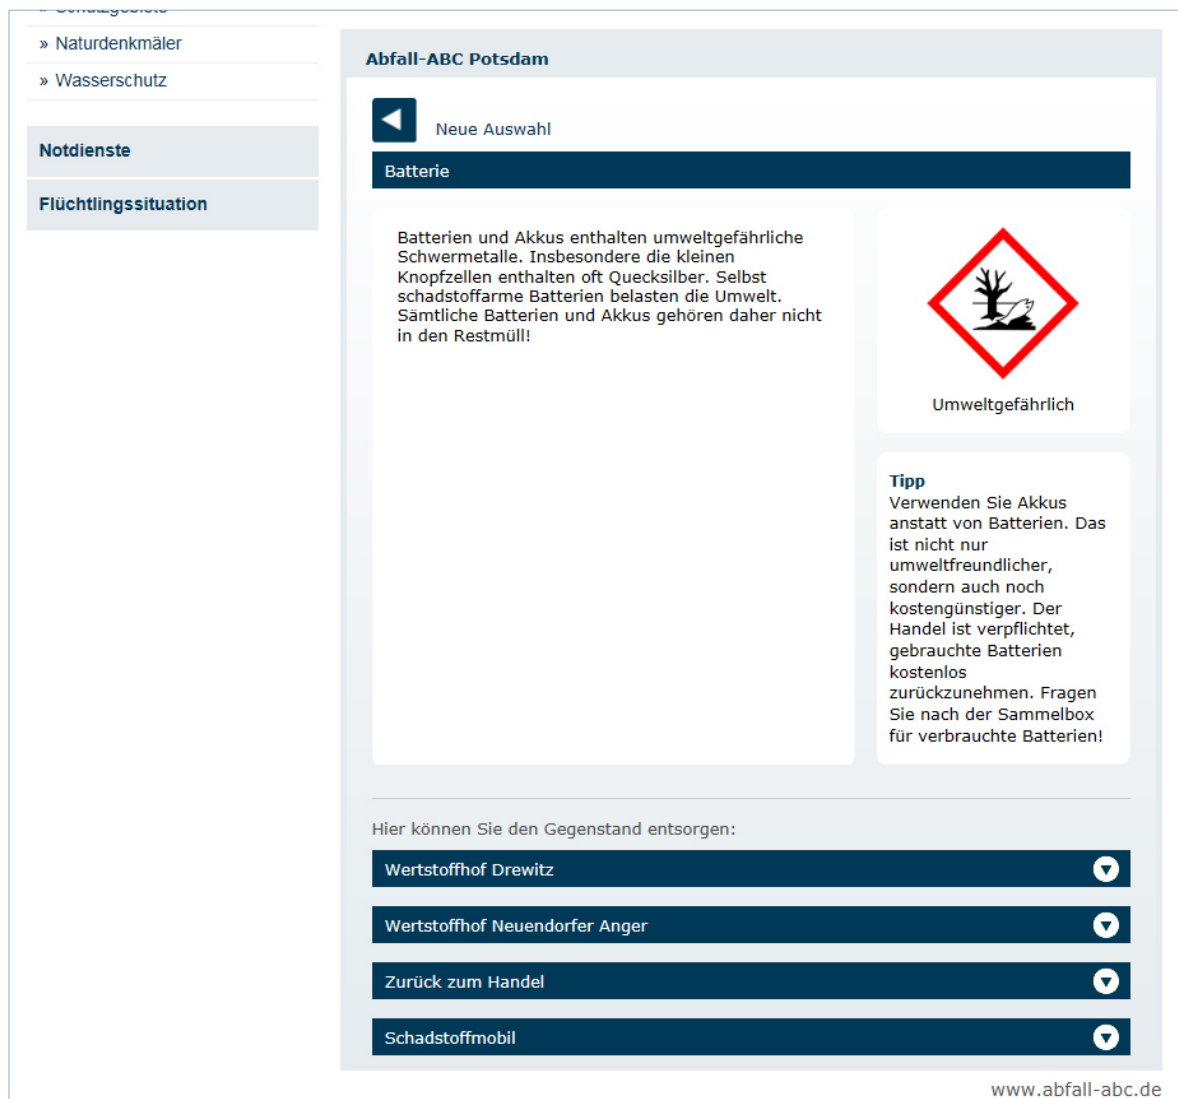 » Schutzgebiete
» Naturdenkmäler
» Wasserschutz
Notdienste
Flüchtlingssituation
Abfall-ABC Potsdam
Neue Auswahl
Batterie
Batterien und Akkus enthalten umweltgefährliche
Schwermetalle. Insbesondere die kleinen
Knopfzellen enthalten oft Quecksilber. Selbst
schadstoffarme Batterien belasten die Umwelt.
Sämtliche Batterien und Akkus gehören daher nicht
in den Restmüll!
Umweltgefährlich
Tipp
Verwenden Sie Akkus
anstatt von Batterien. Das
ist nicht nur
umweltfreundlicher,
sondern auch noch
kostengünstiger. Der
Handel ist verpflichtet,
gebrauchte Batterien
kostenlos
zurückzunehmen. Fragen
Sie nach der Sammelbox
für verbrauchte Batterien!
Hier können Sie den Gegenstand entsorgen:
Wertstoffhof Drewitz
Wertstoffhof Neuendorfer Anger
Zurück zum Handel
Schadstoffmobil
www.abfall-abc.de